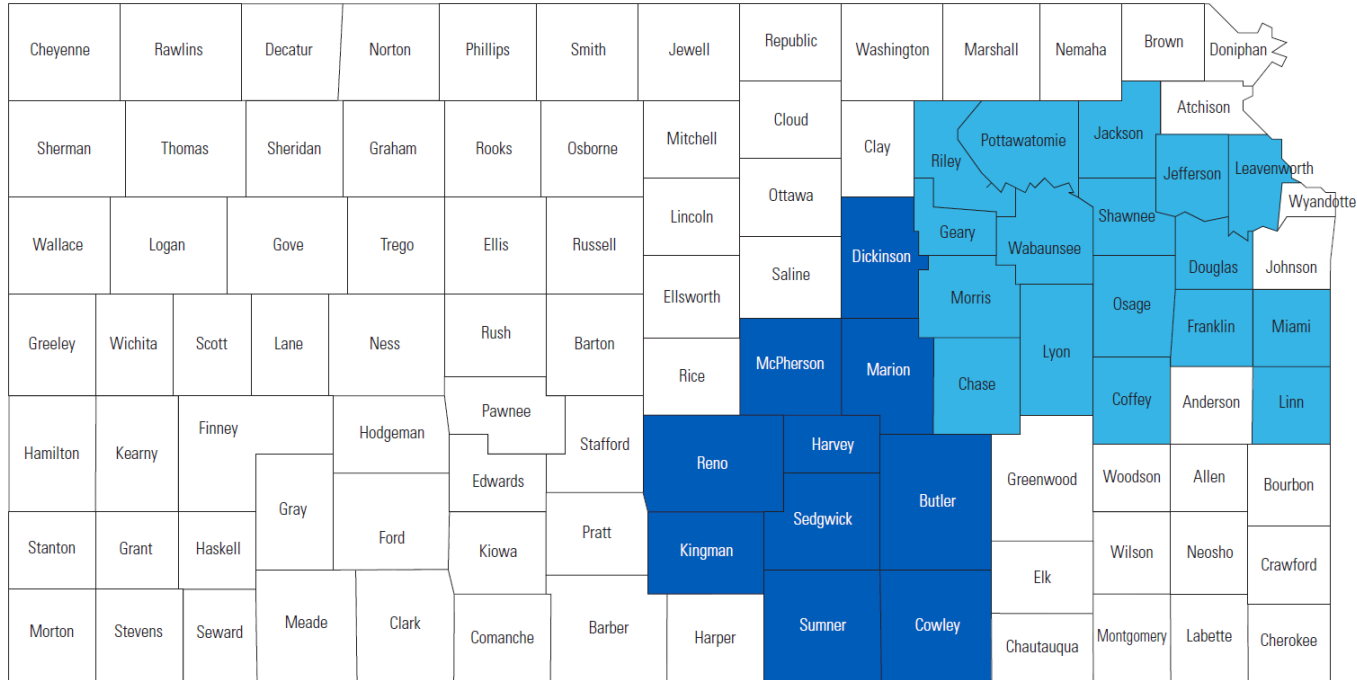 Cheyenne
Rawlins
Decatur
Norton
Phillips
Smith
Jewell
Republic
Washington
Marshall
Nemaha
Brown
Doniphan
Sherman
Thomas
Sheridan
Graham
Rooks
Osborne
Mitchell
Cloud
Clay
Riley
Pottawatomie
Jackson
Atchison
Jefferson
Leavenworth
Wyandotte
Wallace
Logan
Gove
Trego
Ellis
Russell
Lincoln
Ottawa
Dickinson
Geary
Wabaunsee
Shawnee
Douglas
Johnson
Ellsworth
Saline
Morris
Osage
Franklin
Miami
Greeley
Wichita
Scott
Lane
Ness
Rush
Barton
Rice
McPherson
Marion
Chase
Lyon
Coffey
Anderson
Linn
Hamilton
Kearny
Finney
Hodgeman
Pawnee
Stafford
Reno
Harvey
Butler
Greenwood
Woodson
Allen
Bourbon
Gray
Edwards
Sedgwick
Stanton
Grant
Haskell
Ford
Kiowa
Pratt
Kingman
Elk
Wilson
Neosho
Crawford
Morton
Stevens
Seward
Meade
Clark
Comanche
Barber
Harper
Sumner
Cowley
Chautauqua
Montgomery
Labette
Cherokee